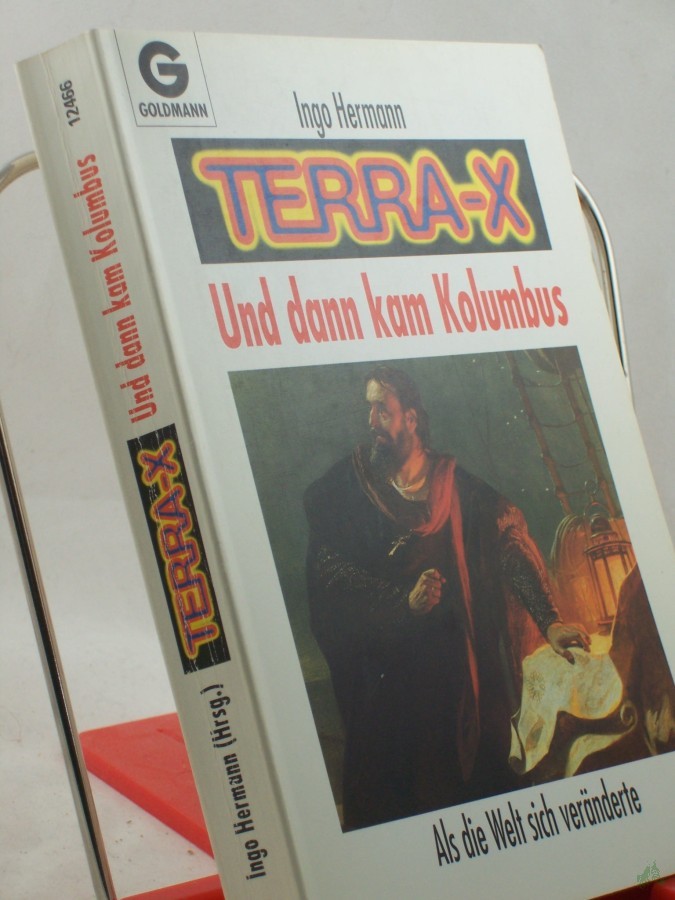 G
GOLDMANN
Ingo Hermann
TERRA-X
Und dann kam Kolumbus
Als die Welt sich veränderte
12466
Und dann kam Kolumbus
TERRA-X
Ingo Hermann (Hrsg.)